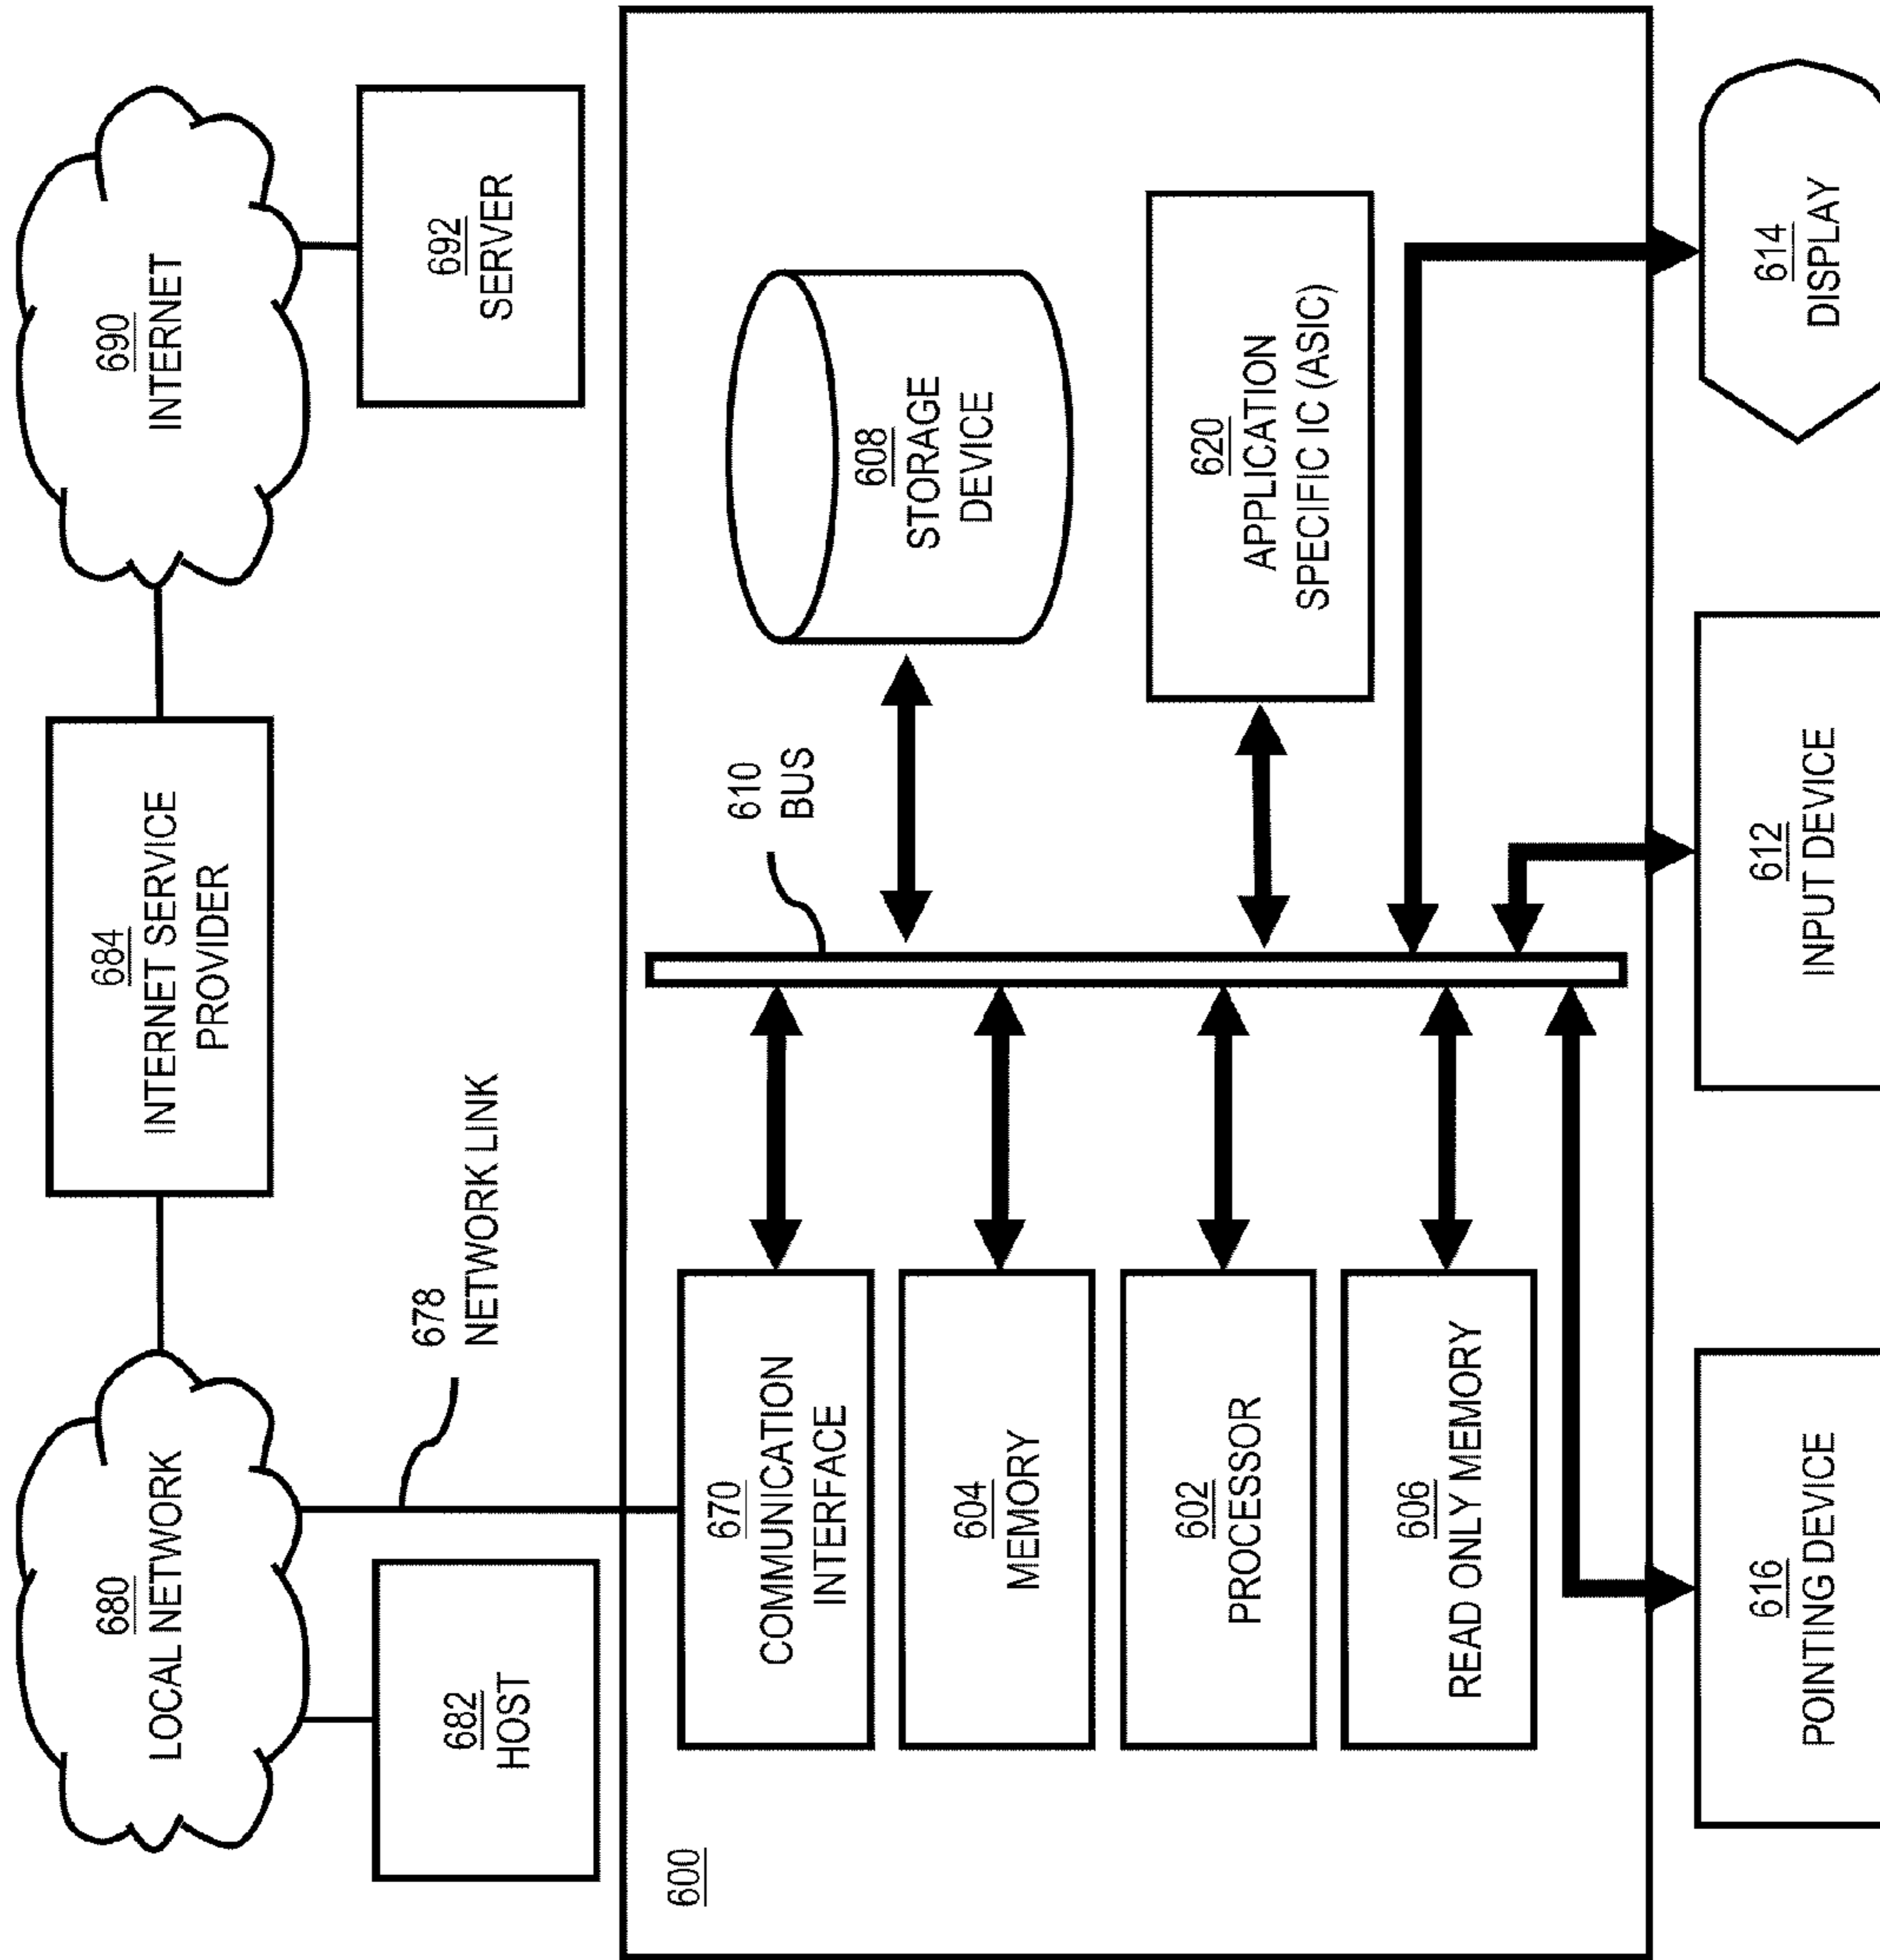 680
LOCAL NETWORK
684
INTERNET SERVICE
PROVIDER
690
INTERNET
682
HOST
678
NETWORK LINK
692
SERVER
600
670
COMMUNICATION
INTERFACE
604
MEMORY
602
PROCESSOR
606
READ ONLY MEMORY
610
BUS
608
STORAGE
DEVICE
620
APPLICATION
SPECIFIC IC (ASIC)
616
POINTING DEVICE
612
INPUT DEVICE
614
DISPLAY